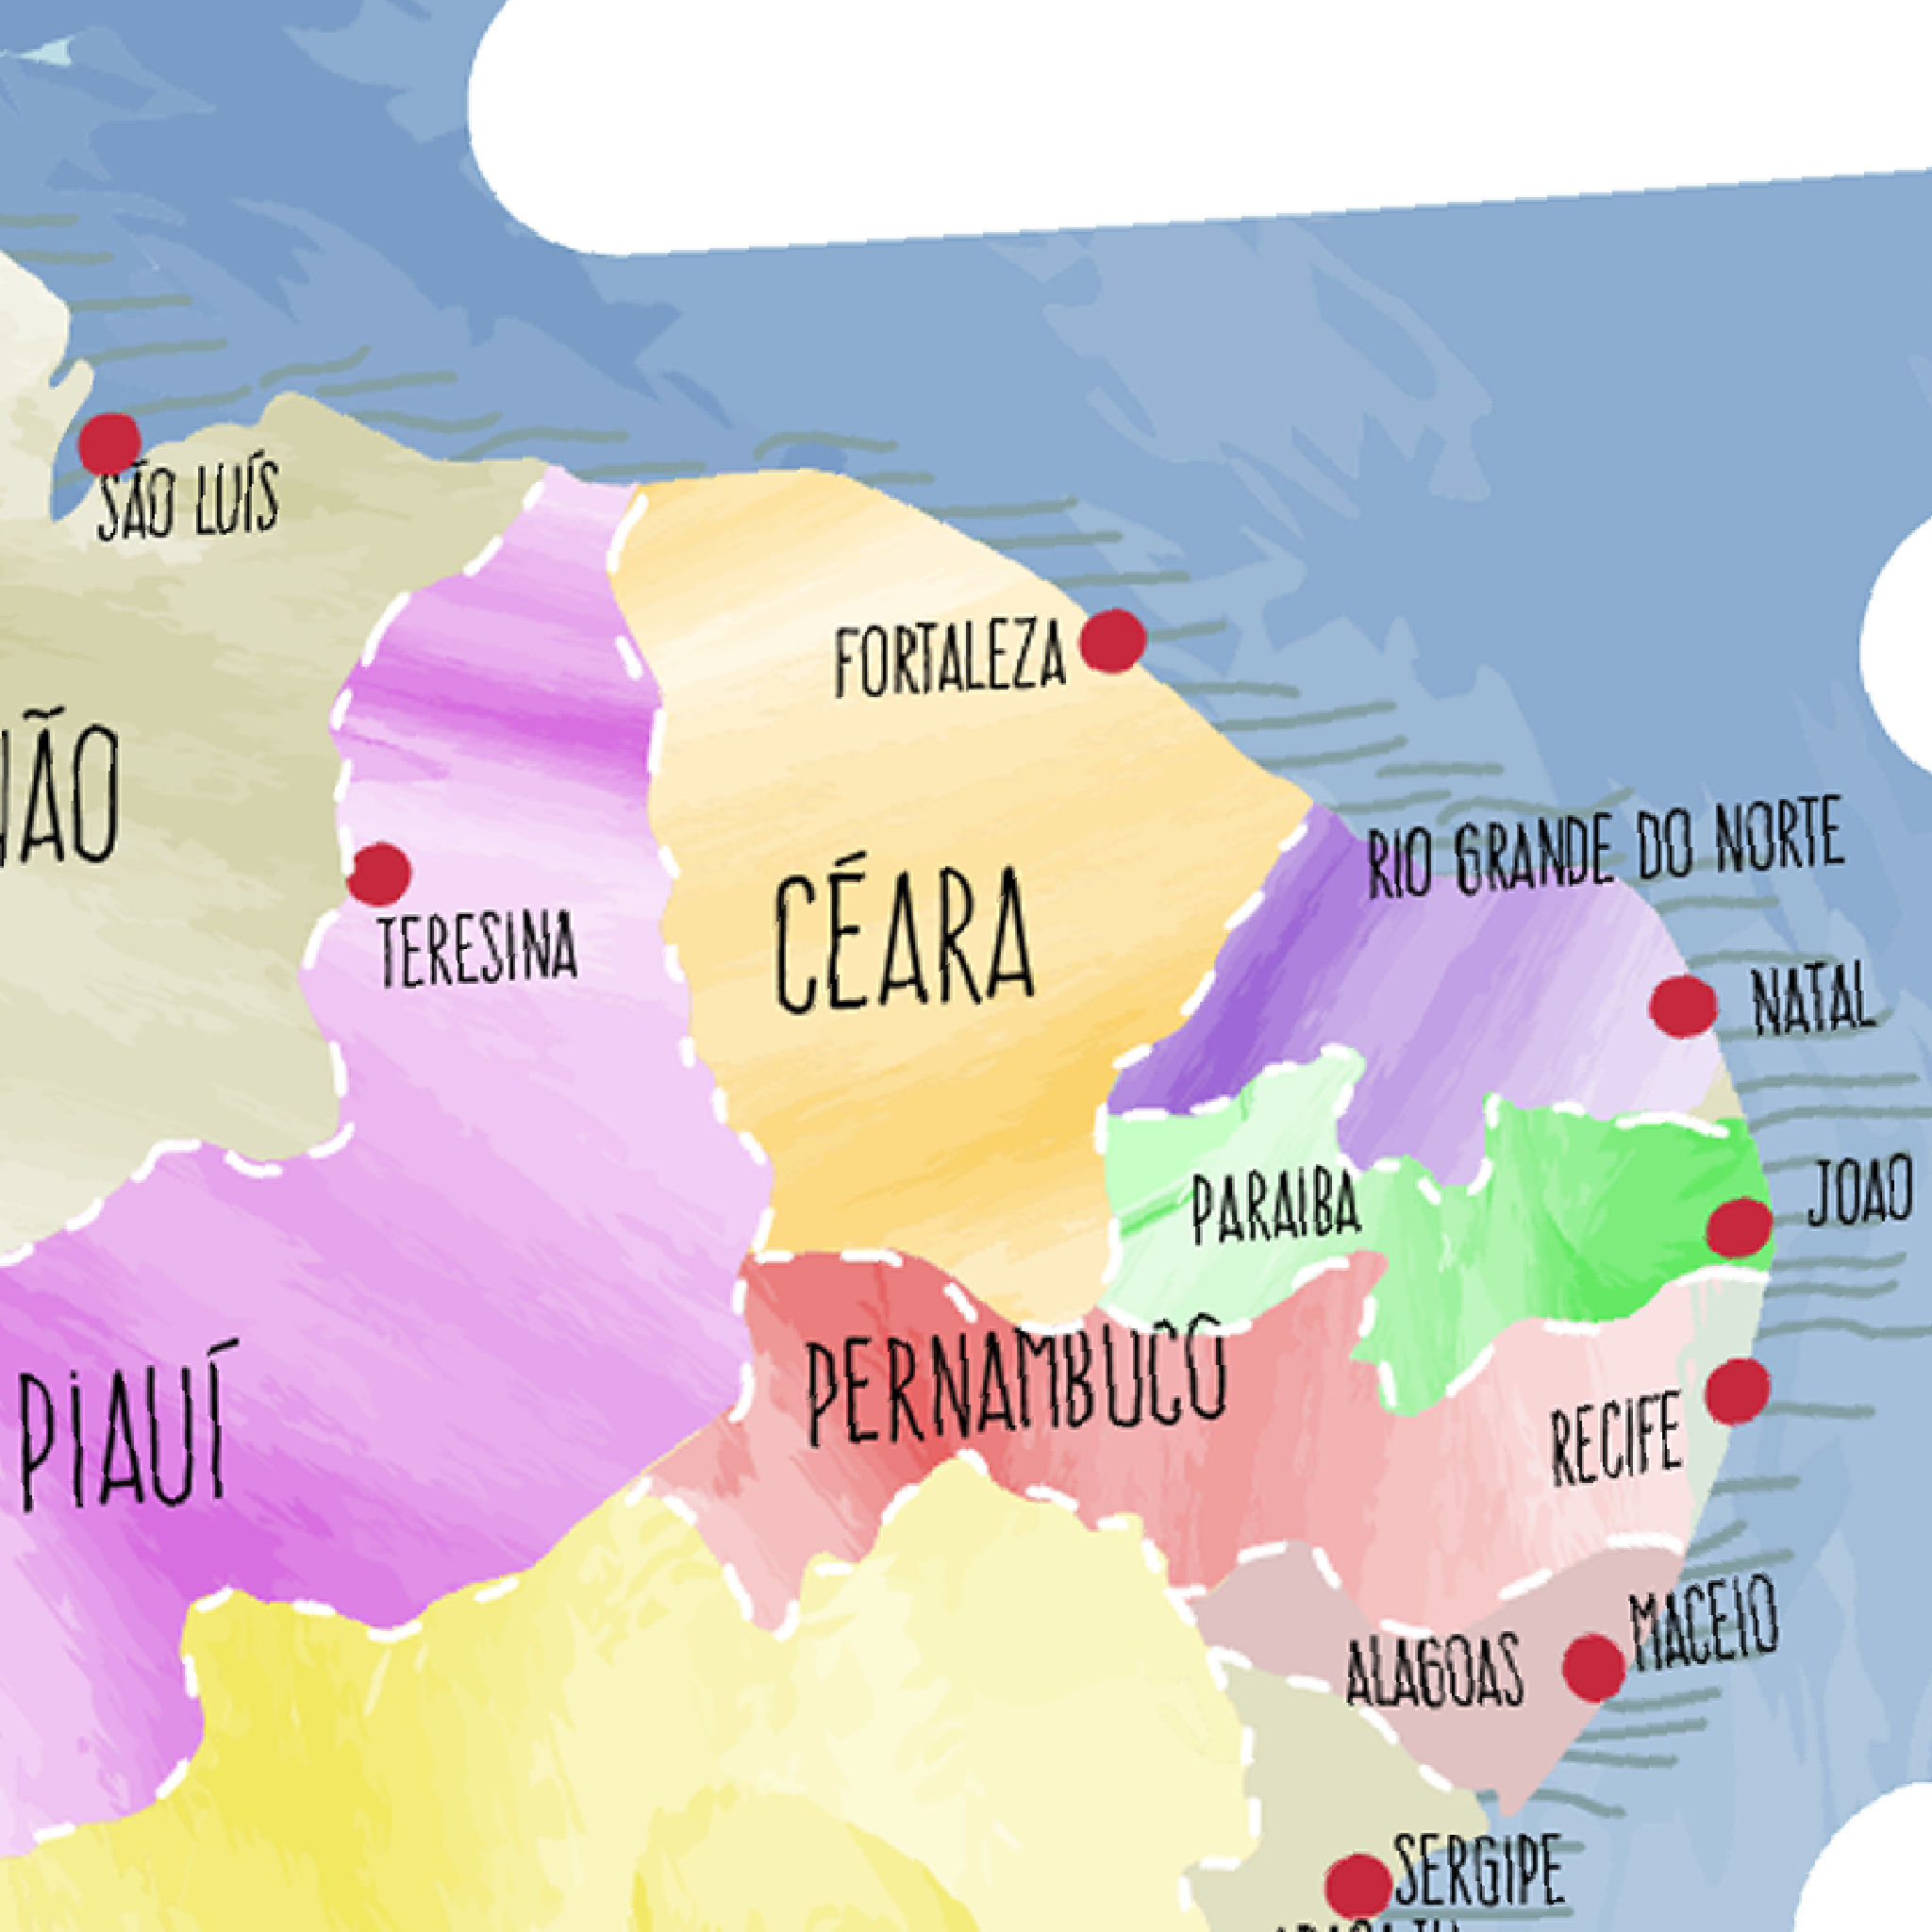 SÃO LUÍS
FORTALEZA
NÃO
RIO GRANDE DO NORTE
CÉARA
TERESINA
NATAL
PARAIBA
JOAO
PERNAMBUCO
PIAUÍ
RECIFE
MACEIO
ALAGOAS
SERGIPE